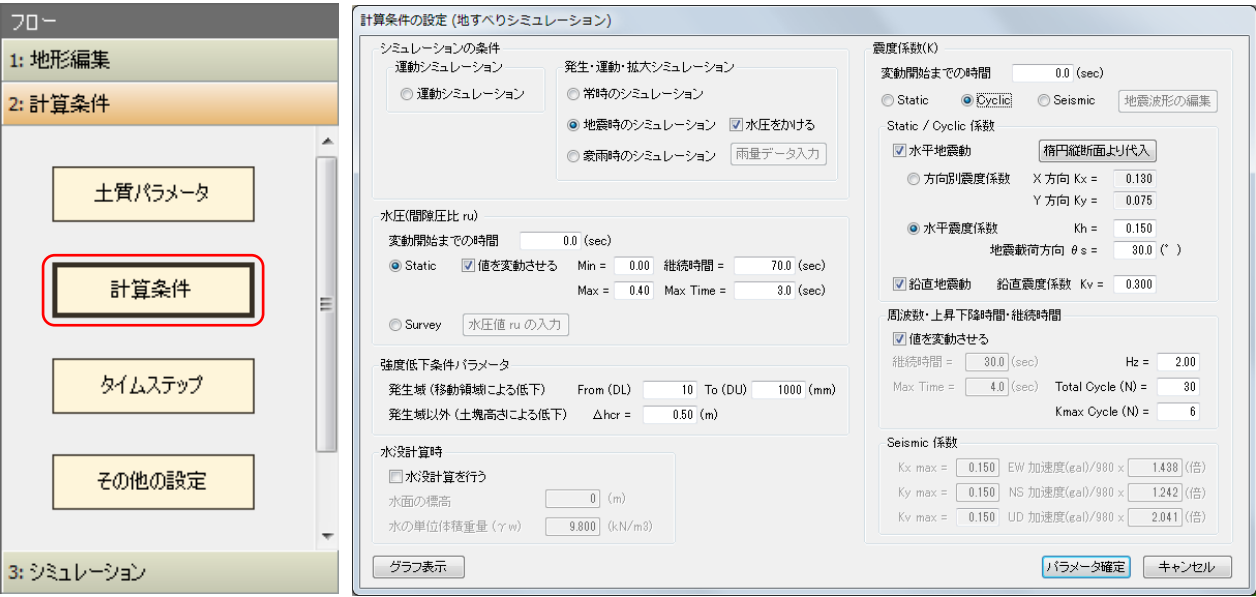 フロー
1: 地形編集
2: 計算条件
土質パラメータ
計算条件
タイムステップ
その他の設定
3: シミュレーション
計算条件の設定 (地すべりシミュレーション)
シミュレーションの条件
運動シミュレーション
運動シミュレーション
発生・運動・拡大シミュレーション
常時のシミュレーション
地震時のシミュレーション 水圧をかける
豪雨時のシミュレーション 雨量データ入力
水圧(間隙圧比 ru)
変動開始までの時間 0.0 (sec)
Static 値を変動させる Min = 0.00 継続時間 = 70.0 (sec)
Max = 0.40 Max Time = 3.0 (sec)
Survey 水圧値 ru の入力
強度低下条件パラメータ
発生域 (移動領域による低下) From (DL) 10 To (DU) 1000 (mm)
発生域以外 (土塊高さによる低下) Δhcr = 0.50 (m)
水没計算時
水没計算を行う
水面の標高 0 (m)
水の単位体積重量 (γw) 9.800 (kN/m3)
グラフ表示
震度係数(K)
変動開始までの時間 0.0 (sec)
Static Cyclic Seismic 地震波形の編集
Static / Cyclic 係数
水平地震動 楕円縦断面より代入
方向別震度係数 X 方向 Kx = 0.130
Y 方向 Ky = 0.075
水平震度係数 Kh = 0.150
地震載荷方向 θs = 30.0 (°)
鉛直地震動 鉛直震度係数 Kv = 0.300
周波数・上昇下降時間・継続時間
値を変動させる
継続時間 = 30.0 (sec) Hz = 2.00
Max Time = 4.0 (sec) Total Cycle (N) = 30
Kmax Cycle (N) = 6
Seismic 係数
Kx max = 0.150 EW 加速度(gal)/980 x 1.438 (倍)
Ky max = 0.150 NS 加速度(gal)/980 x 1.242 (倍)
Kv max = 0.150 UD 加速度(gal)/980 x 2.041 (倍)
パラメータ確定 キャンセル